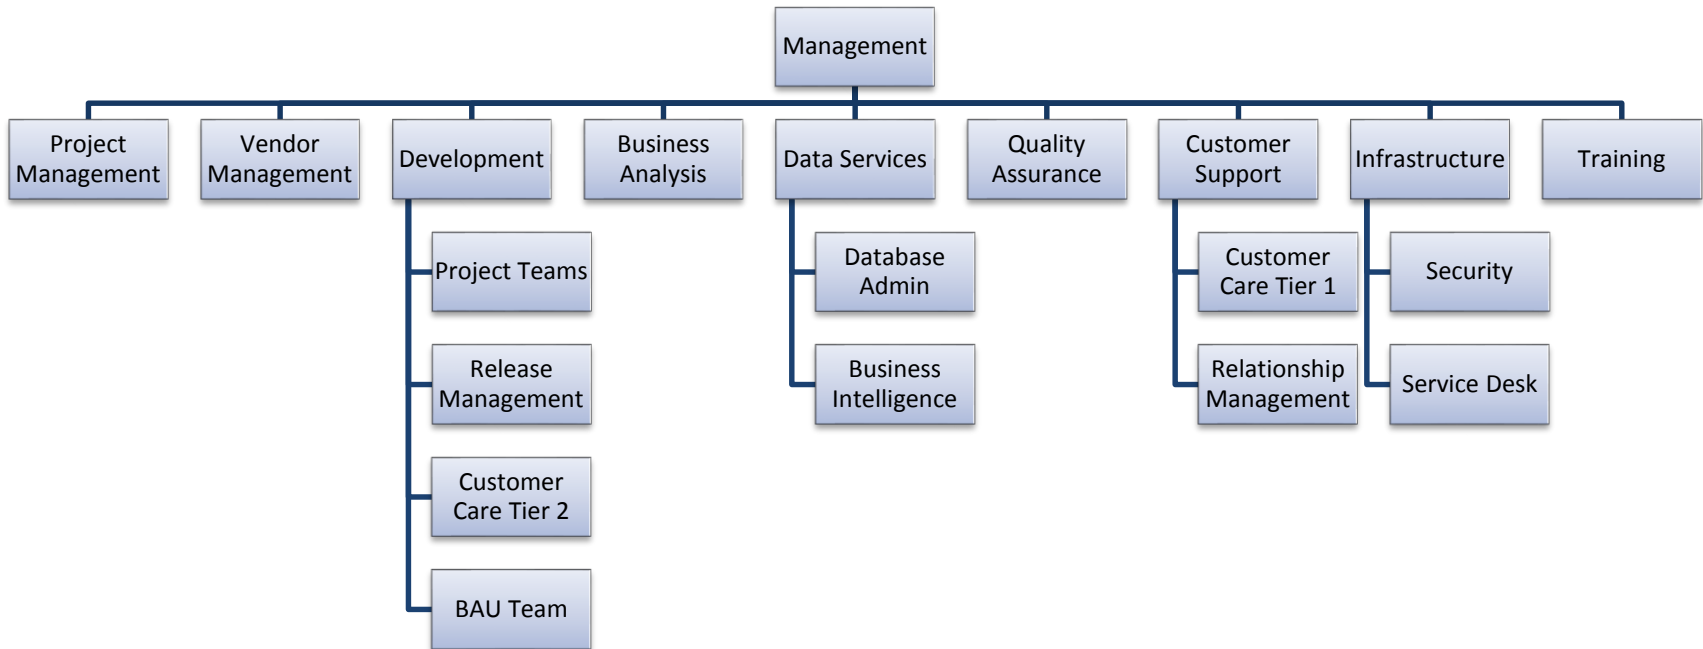 Management
Project
Management
Vendor
Management
Development
Business
Analysis
Data Services
Quality
Assurance
Customer
Support
Infrastructure
Training
Project Teams
Release
Management
Customer
Care Tier 2
BAU Team
Database
Admin
Business
Intelligence
Customer
Care Tier 1
Relationship
Management
Security
Service Desk